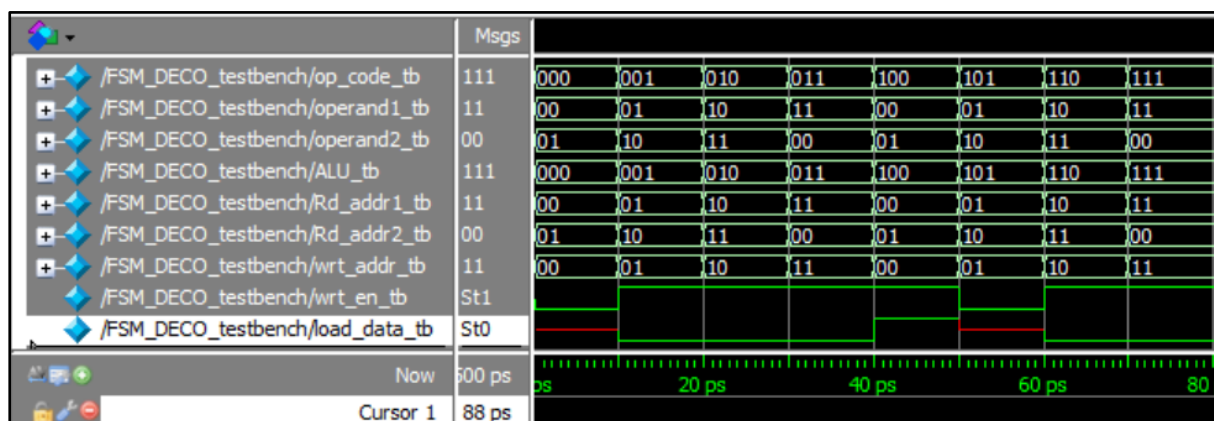 Msgs
/FSM_DECO_testbench/op_code_tb 111 000 001 010 011 100 101 110 111
/FSM_DECO_testbench/operand1_tb 11 00 01 10 11 00 01 10 11
/FSM_DECO_testbench/operand2_tb 00 01 10 11 00 01 10 11 00
/FSM_DECO_testbench/ALU_tb 111 000 001 010 011 100 101 110 111
/FSM_DECO_testbench/Rd_addr1_tb 11 00 01 10 11 00 01 10 11
/FSM_DECO_testbench/Rd_addr2_tb 00 01 10 11 00 01 10 11 00
/FSM_DECO_testbench/wrt_addr_tb 11 00 01 10 11 00 01 10 11
/FSM_DECO_testbench/wrt_en_tb St1
/FSM_DECO_testbench/load_data_tb St0
Now 500 ps ps 20 ps 40 ps 60 ps 80
Cursor 1 88 ps